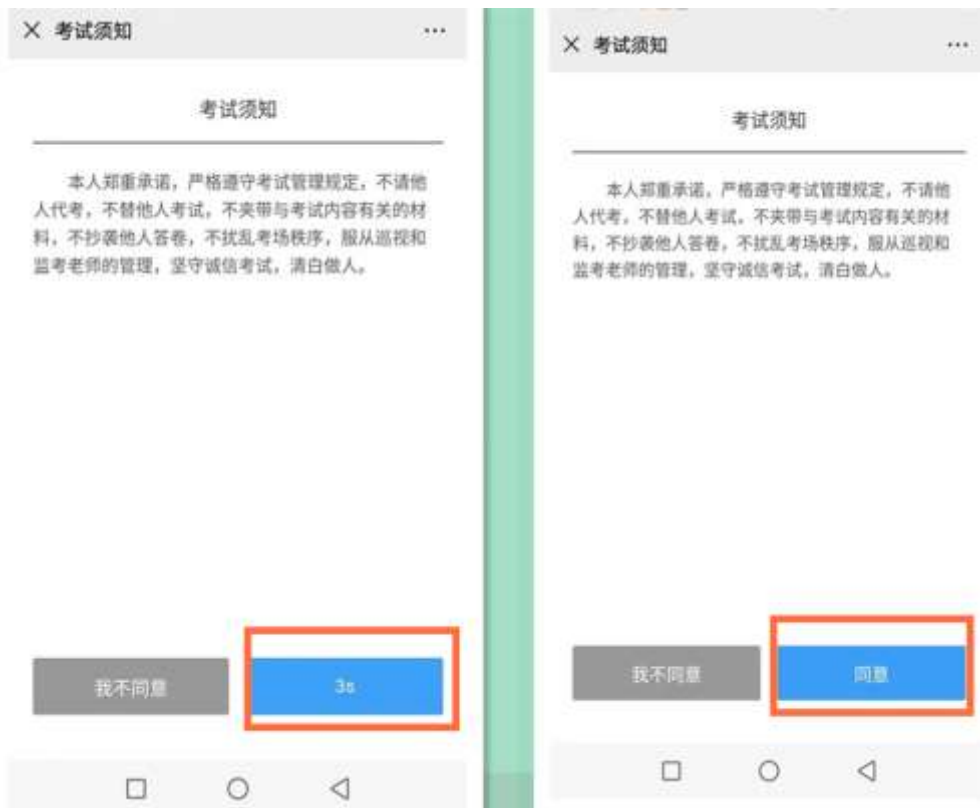 考试须知
考试须知
本人郑重承诺，严格遵守考试管理规定，不请他
人代考，不替他人考试，不夹带与考试内容有关的材
料，不抄袭他人答卷，不扰乱考场秩序，服从巡视和
监考老师的管理，坚守诚信考试，清白做人。
我不同意
3s
考试须知
考试须知
本人郑重承诺，严格遵守考试管理规定，不请他
人代考，不替他人考试，不夹带与考试内容有关的材
料，不抄袭他人答卷，不扰乱考场秩序，服从巡视和
监考老师的管理，坚守诚信考试，清白做人。
我不同意
同意